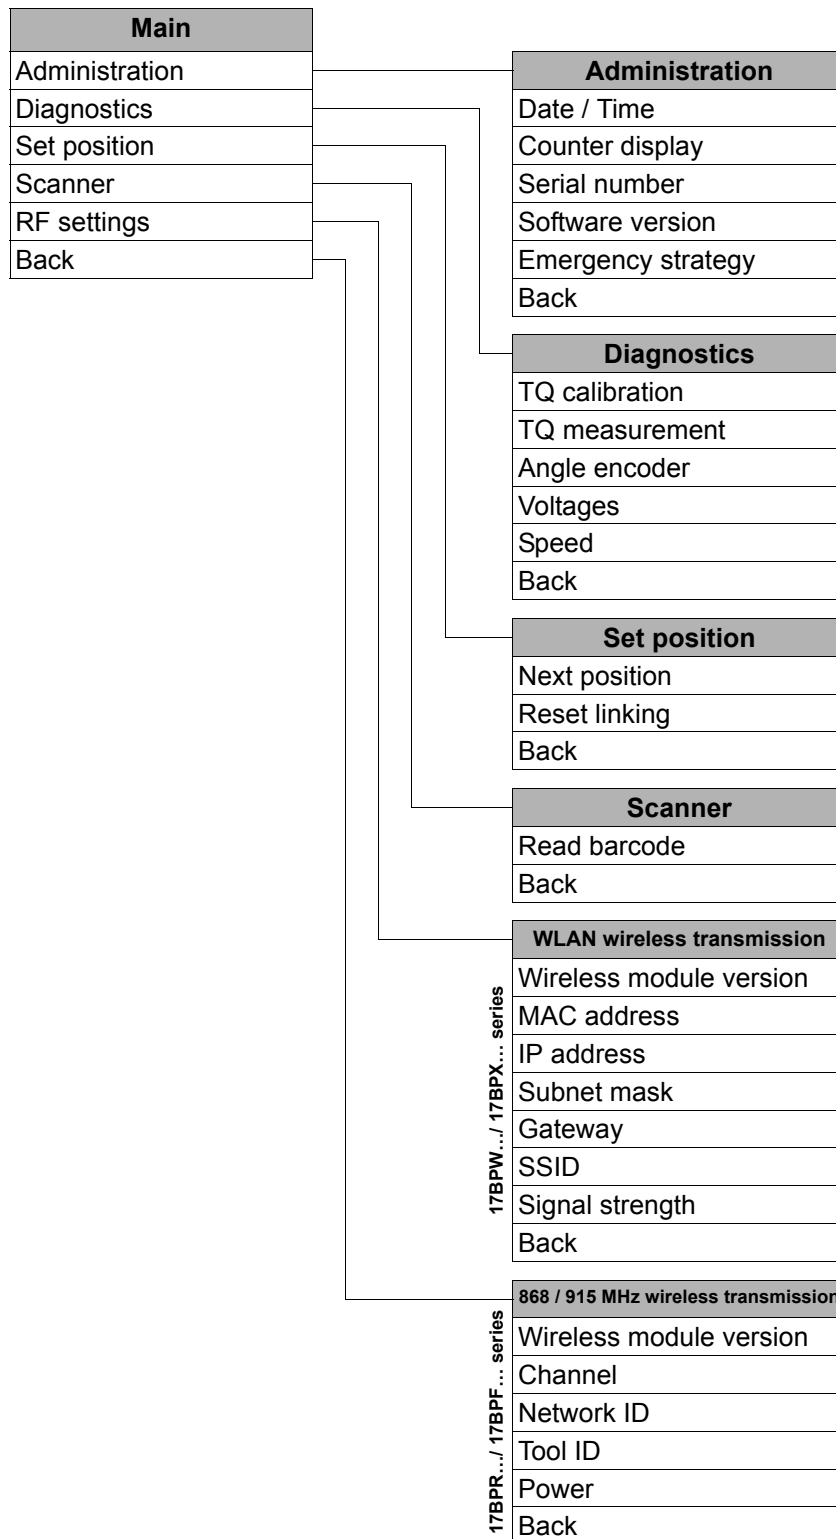 Main
Administration
Diagnostics
Set position
Scanner
RF settings
Back
Administration
Date / Time
Counter display
Serial number
Software version
Emergency strategy
Back
Diagnostics
TQ calibration
TQ measurement
Angle encoder
Voltages
Speed
Back
Set position
Next position
Reset linking
Back
Scanner
Read barcode
Back
17BPW…/ 17BPX… series
WLAN wireless transmission
Wireless module version
MAC address
IP address
Subnet mask
Gateway
SSID
Signal strength
Back
17BPR…/ 17BPF… series
868 / 915 MHz wireless transmission
Wireless module version
Channel
Network ID
Tool ID
Power
Back